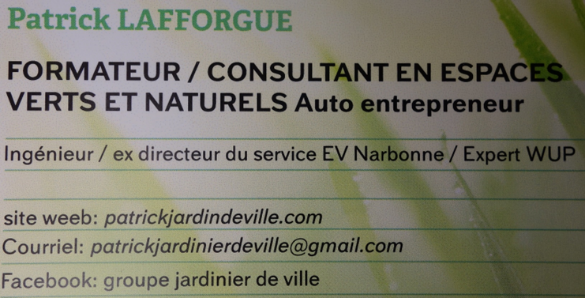 Patrick LAFFORGUE
FORMATEUR / CONSULTANT EN ESPACES
VERTS ET NATURELS Auto entrepreneur
Ingénieur / ex directeur du service EV Narbonne / Expert WUP
site weeb: patrickjardindeville.com
Courriel: patrickjardinierdeville@gmail.com
Facebook: groupe jardinier de ville